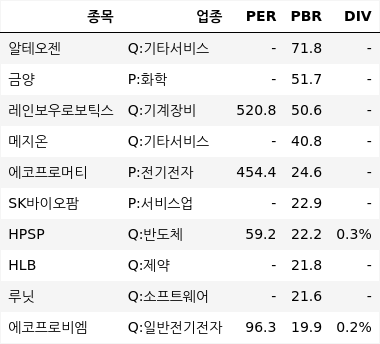 종목 업종 PER PBR DIV
알테오젠 Q:기타서비스 - 71.8 -
금양 P:화학 - 51.7 -
레인보우로보틱스 Q:기계장비 520.8 50.6 -
메지온 Q:기타서비스 - 40.8 -
에코프로머티 P:전기전자 454.4 24.6 -
SK바이오팜 P:서비스업 - 22.9 -
HPSP Q:반도체 59.2 22.2 0.3%
HLB Q:제약 - 21.8 -
루닛 Q:소프트웨어 - 21.6 -
에코프로비엠 Q:일반전기전자 96.3 19.9 0.2%